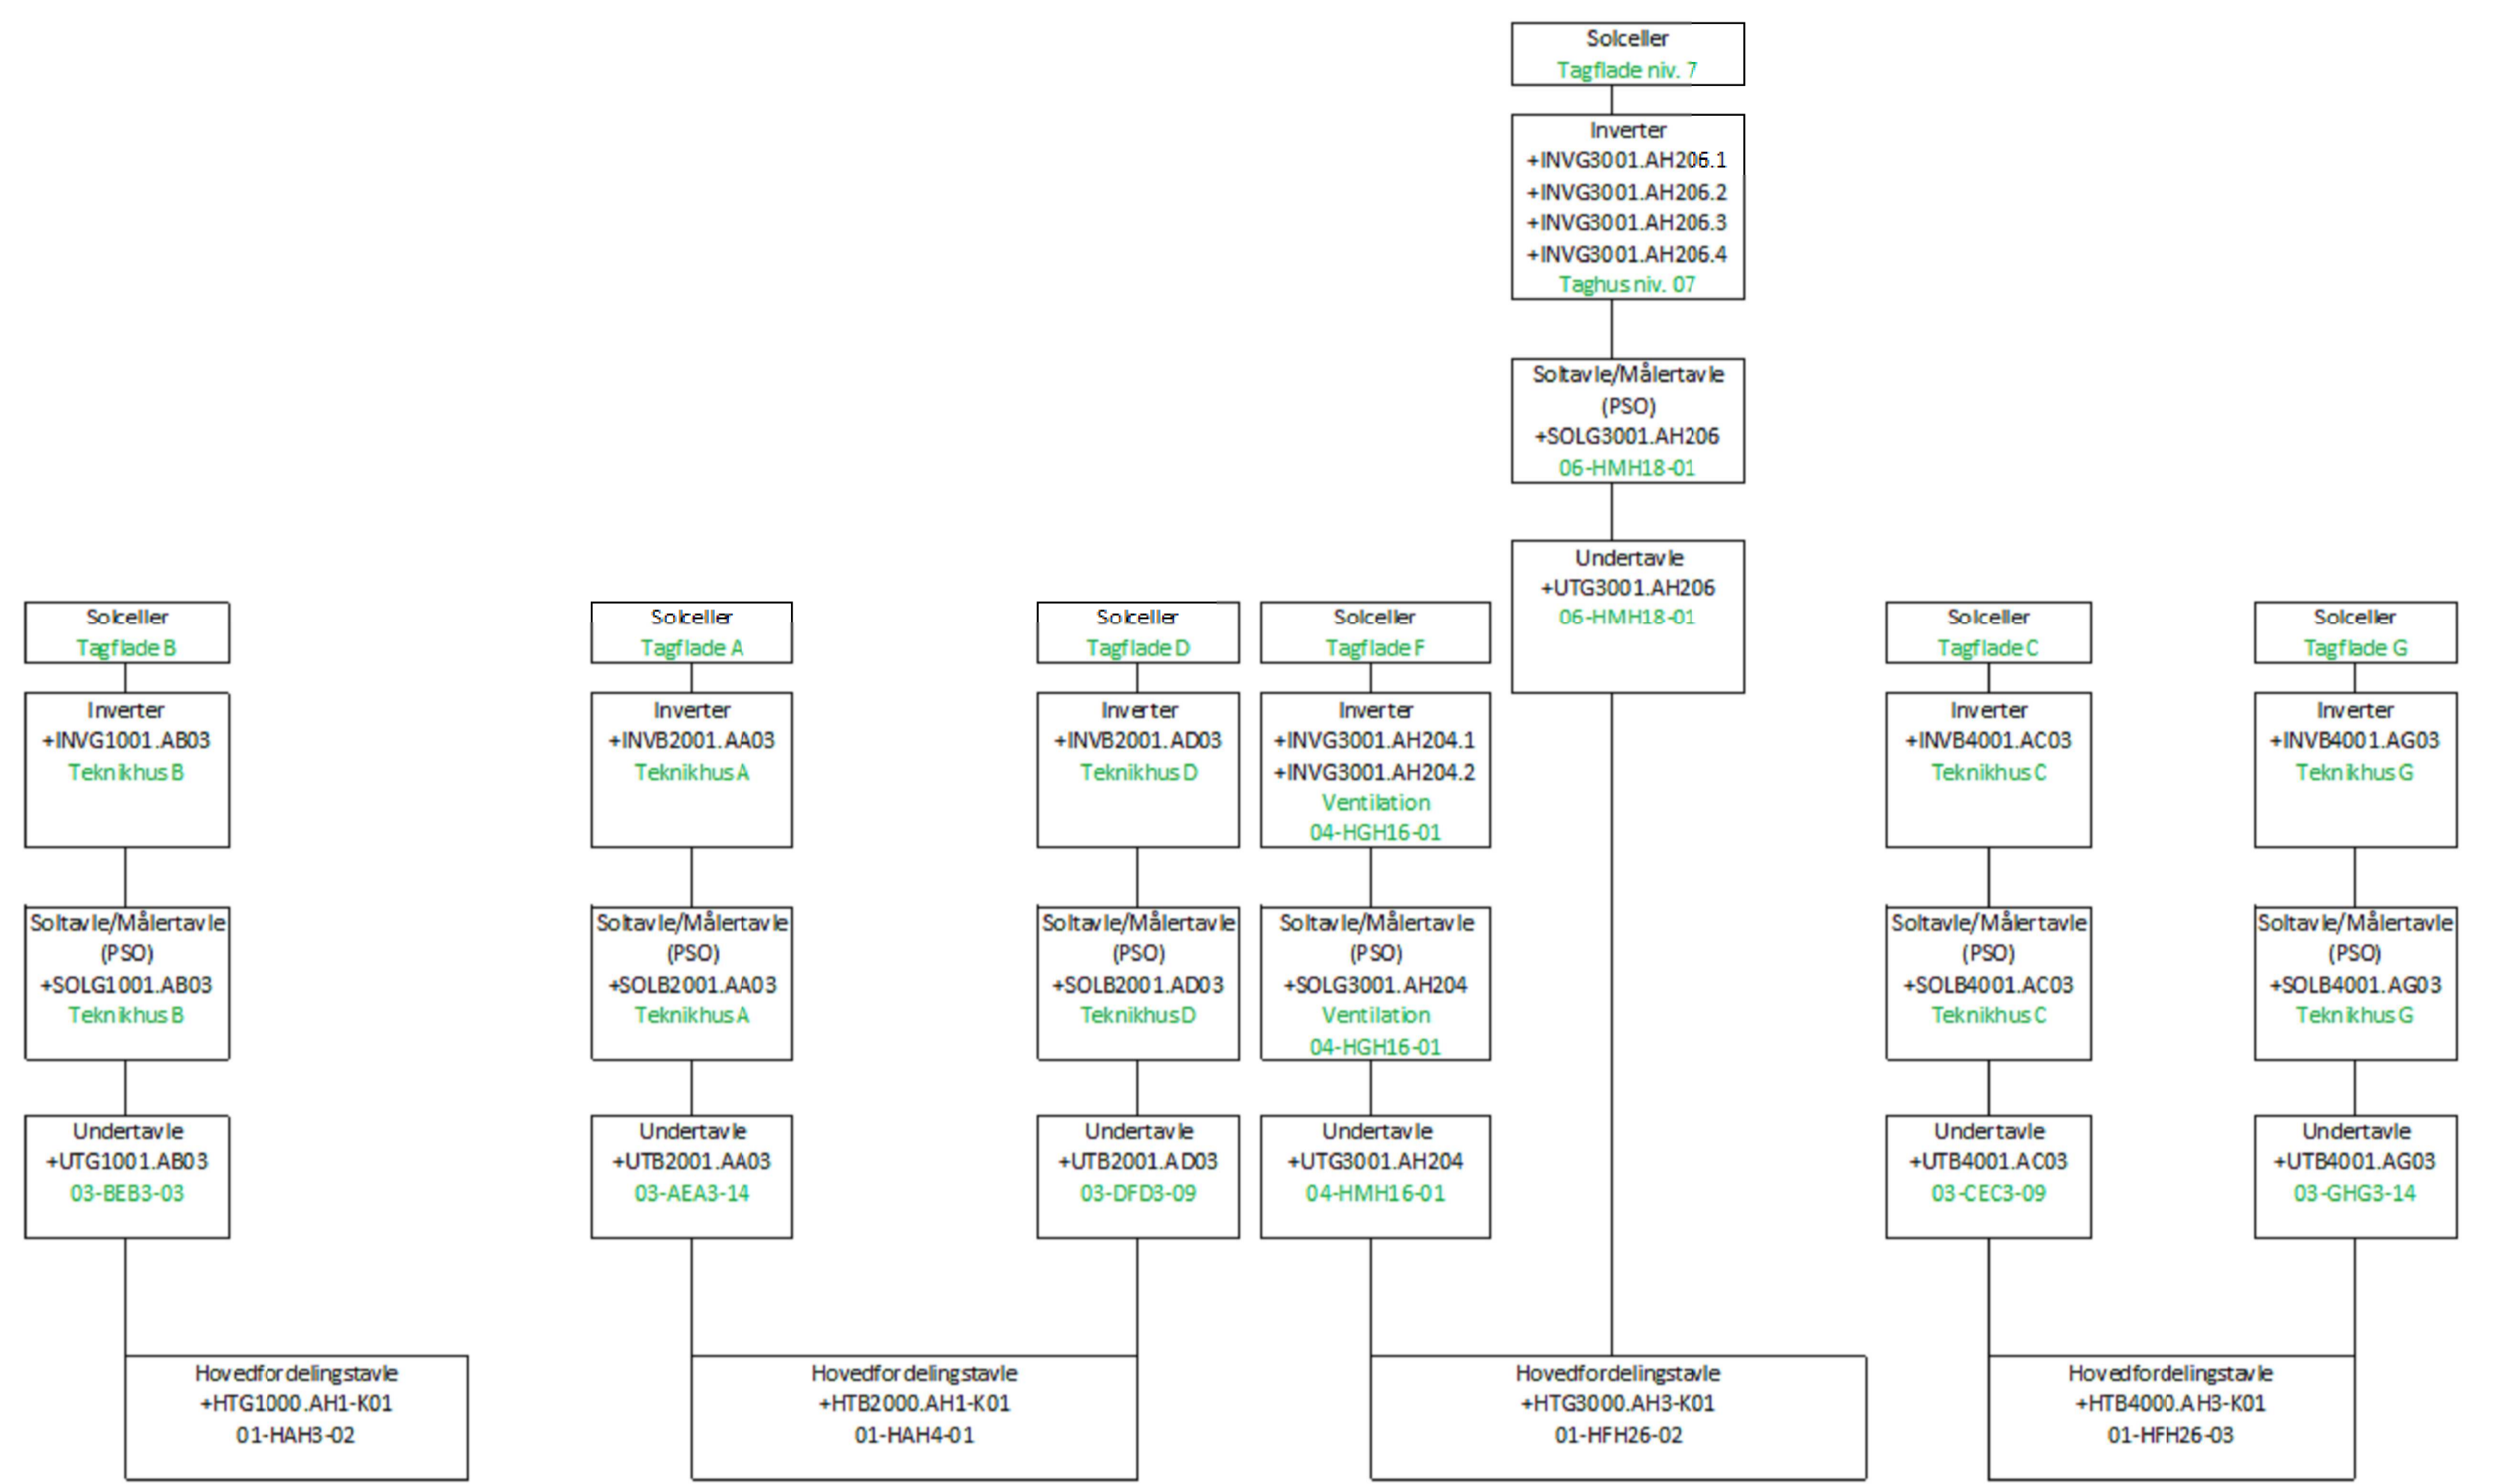 Solceller
Tagflade niv. 7
Inverter
+INVG3001.AH206.1
+INVG3001.AH206.2
+INVG3001.AH206.3
+INVG3001.AH206.4
Taghus niv. 07
Soltavle/Målertavle
(PSO)
+SOLG3001.AH206
06-HMH18-01
Undertavle
+UTG3001.AH206
06-HMH18-01
Solceller
Tagflade B
Inverter
+INVG1001.AB03
Teknikhus B
Soltavle/Målertavle
(PSO)
+SOLG1001.AB03
Teknikhus B
Undertavle
+UTG1001.AB03
03-BEB3-03
Hovedfordelingstavle
+HTG1000.AH1-K01
01-HAH3-02
Solceller
Tagflade A
Inverter
+INVB2001.AA03
Teknikhus A
Soltavle/Målertavle
(PSO)
+SOLB2001.AA03
Teknikhus A
Undertavle
+UTB2001.AA03
03-AEA3-14
Solceller
Tagflade D
Inverter
+INVB2001.AD03
Teknikhus D
Soltavle/Målertavle
(PSO)
+SOLB2001.AD03
Teknikhus D
Undertavle
+UTB2001.AD03
03-DFD3-09
Hovedfordelingstavle
+HTB2000.AH1-K01
01-HAH4-01
Solceller
Tagflade F
Inverter
+INVG3001.AH204.1
+INVG3001.AH204.2
Ventilation
04-HGH16-01
Soltavle/Målertavle
(PSO)
+SOLG3001.AH204
Ventilation
04-HGH16-01
Undertavle
+UTG3001.AH204
04-HMH16-01
Hovedfordelingstavle
+HTG3000.AH3-K01
01-HFH26-02
Solceller
Tagflade C
Inverter
+INVB4001.AC03
Teknikhus C
Soltavle/Målertavle
(PSO)
+SOLB4001.AC03
Teknikhus C
Undertavle
+UTB4001.AC03
03-CEC3-09
Solceller
Tagflade G
Inverter
+INVB4001.AG03
Teknikhus G
Soltavle/Målertavle
(PSO)
+SOLB4001.AG03
Teknikhus G
Undertavle
+UTB4001.AG03
03-GHG3-14
Hovedfordelingstavle
+HTB4000.AH3-K01
01-HFH26-03